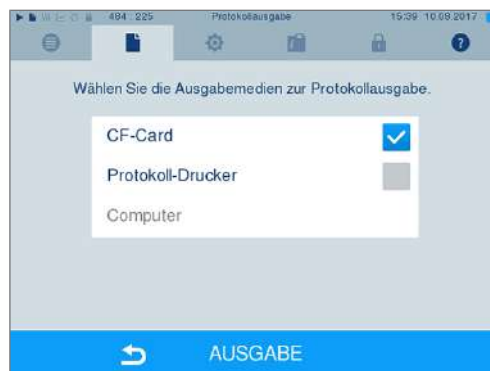 484 : 225 Protokollausgabe 15:39 10.09.2017
?
Wählen Sie die Ausgabemedien zur Protokollausgabe.
CF-Card
Protokoll-Drucker
Computer
AUSGABE